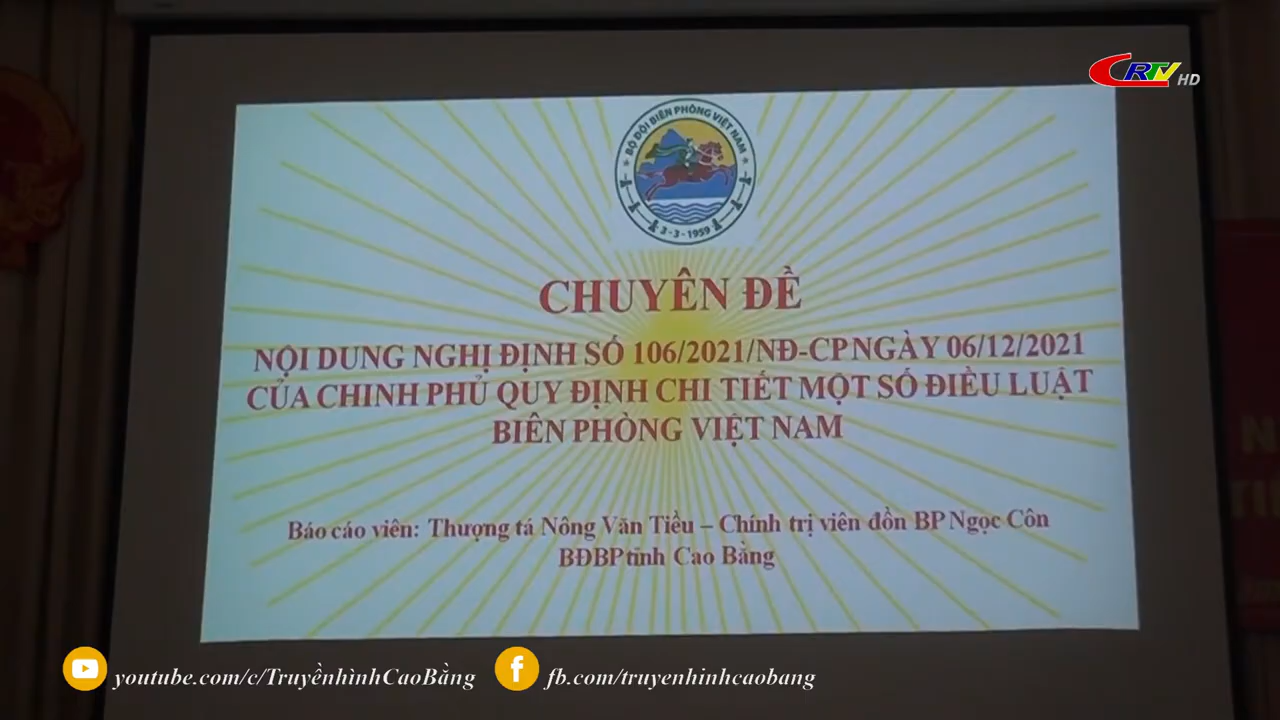 CRTV HD
BỘ ĐỘI BIÊN PHÒNG VIỆT NAM
3-3-1959
CHUYÊN ĐỀ
NỘI DUNG NGHỊ ĐỊNH SỐ 106/2021/NĐ-CP NGÀY 06/12/2021
CỦA CHINH PHỦ QUY ĐỊNH CHI TIẾT MỘT SỐ ĐIỀU LUẬT
BIÊN PHÒNG VIỆT NAM
Báo cáo viên: Thượng tá Nông Văn Tiều – Chính trị viên đồn BP Ngọc Côn
BĐBP tỉnh Cao Bằng
youtube.com/c/TruyềnhìnhCaoBằng
fb.com/truyenhinhcaobang